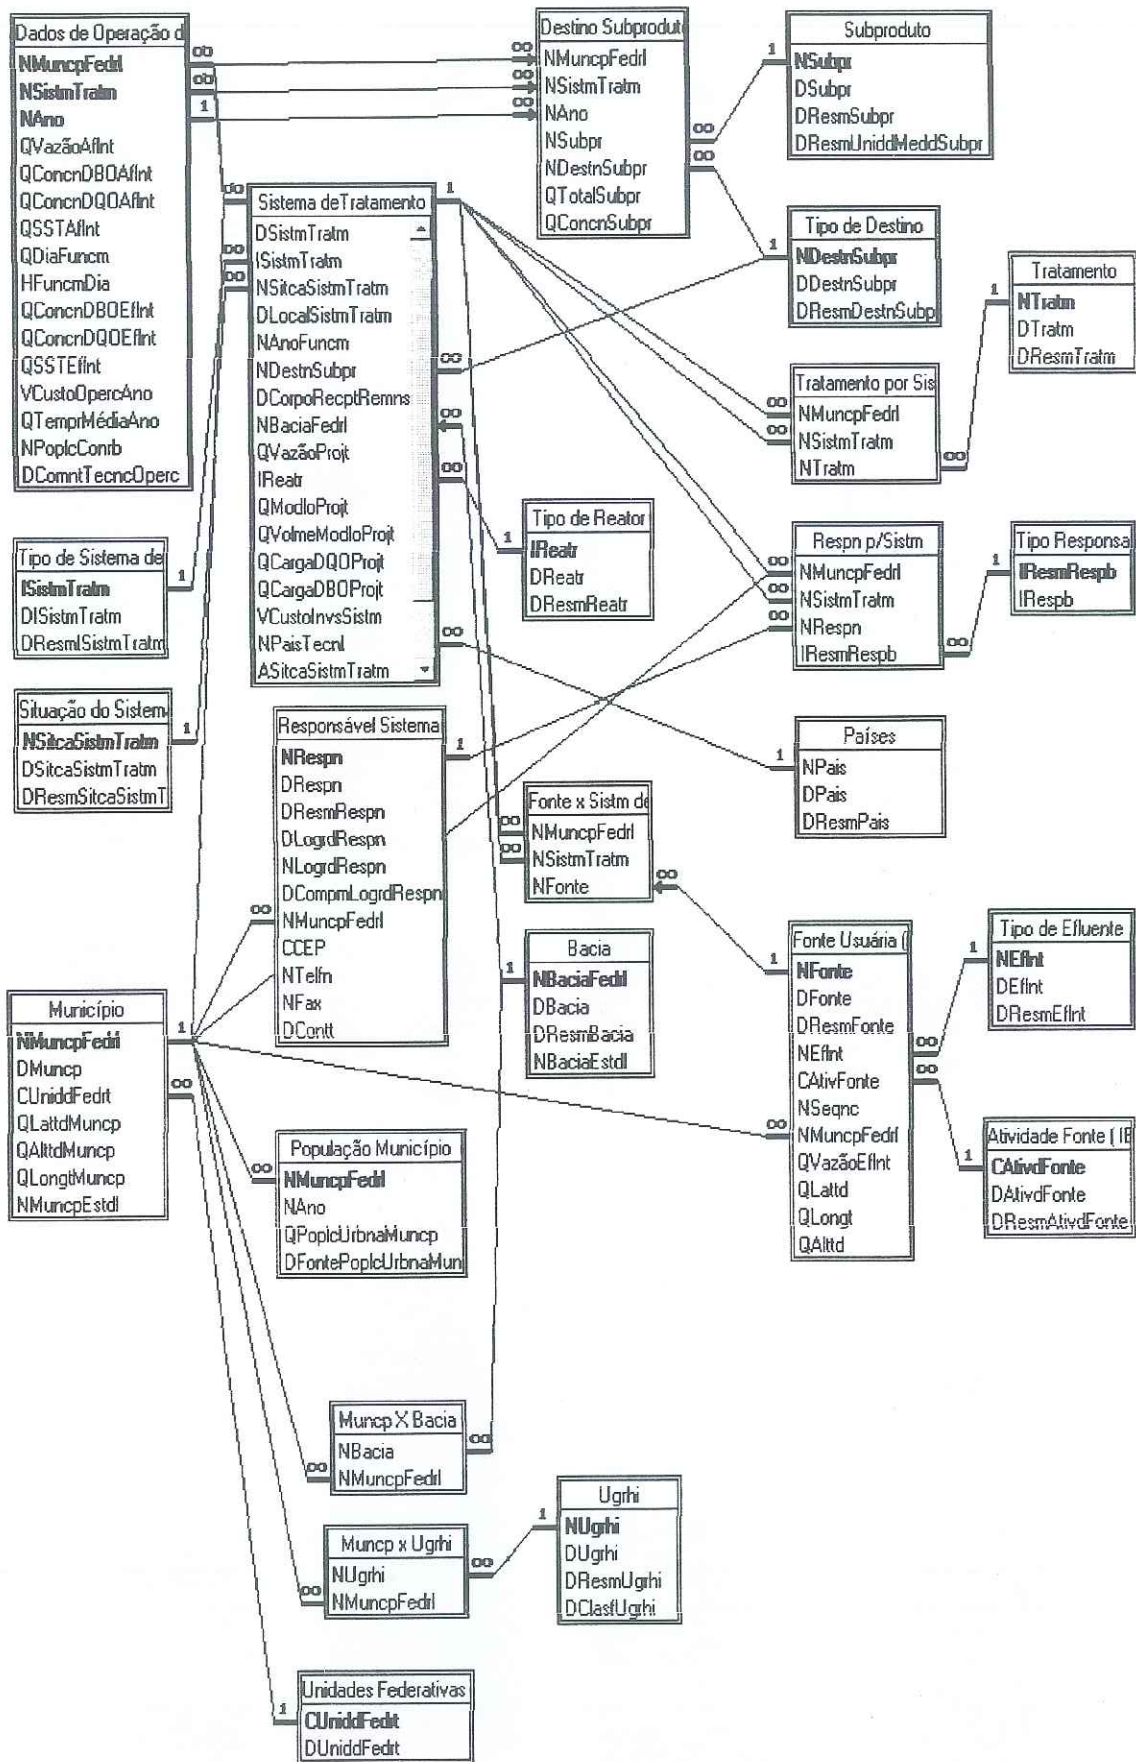 Dados de Operação d
NMuncpFedrl
NSistmTratm
NAno
QVazãoAflnt
QConcnDBOAflnt
QConcnDQOAflnt
QSSTAflnt
QDiaFuncm
HFuncmDia
QConcnDBOEflnt
QConcnDQOEflnt
QSSTEflnt
VCustoOpercAno
QTemprMédiaAno
NPoplcConrb
DComntTecncOperc
Destino Subproduto
NMuncpFedrl
NSistmTratm
NAno
NSubpr
NDestnSubpr
QTotalSubpr
QConcnSubpr
Subproduto
NSubpr
DSubpr
DResmSubpr
DResmUniddMeddSubpr
Sistema deTratamento
DSistmTratm
ISistmTratm
NSitcaSistmTratm
DLocalSistmTratm
NAnoFuncm
NDestnSubpr
DCorpoRecptRemns
NBaciaFedrl
QVazãoProjt
IReatr
QModloProjt
QVolmeModloProjt
QCargaDQOProjt
QCargaDBOProjt
VCustoInvsSistm
NPaisTecnl
ASitcaSistmTratm
Tipo de Destino
NDestnSubpr
DDestnSubpr
DResmDestnSubp
Tratamento
NTratm
DTratm
DResmTratm
Tratamento por Sis
NMuncpFedrl
NSistmTratm
NTratm
Tipo de Reator
IReatr
DReatr
DResmReatr
Respn p/Sistm
NMuncpFedrl
NSistmTratm
NRespn
IResmRespb
Tipo Responsa
IResmRespb
IRespb
Tipo de Sistema de
ISistmTratm
DISistmTratm
DResmISistmTratm
Situação do Sistema
NSitcaSistmTratm
DSitcaSistmTratm
DResmSitcaSistmT
Responsável Sistema
NRespn
DRespn
DResmRespn
DLogrdRespn
NLogrdRespn
DCompmLogrdRespn
NMuncpFedrl
CCEP
NTelfn
NFax
DContt
Países
NPais
DPais
DResmPais
Fonte x Sistm de
NMuncpFedrl
NSistmTratm
NFonte
Bacia
NBaciaFedrl
DBacia
DResmBacia
NBaciaEstdl
Fonte Usuária (
NFonte
DFonte
DResmFonte
NEflnt
CAtivFonte
NSeqnc
NMuncpFedrl
QVazãoEflnt
QLattd
QLongt
QAlttd
Tipo de Efluente
NEflnt
DEflnt
DResmEflnt
Atividade Fonte ( IB
CAtivdFonte
DAtivdFonte
DResmAtivdFonte
Município
NMuncpFedrl
DMuncp
CUniddFedrt
QLattdMuncp
QAlttdMuncp
QLongtMuncp
NMuncpEstdl
População Município
NMuncpFedrl
NAno
QPoplcUrbnaMuncp
DFontePoplcUrbnaMun
Muncp X Bacia
NBacia
NMuncpFedrl
Muncp x Ugrhi
NUgrhi
NMuncpFedrl
Ugrhi
NUgrhi
DUgrhi
DResmUgrhi
DClasfUgrhi
Unidades Federativas
CUniddFedrt
DUniddFedrt